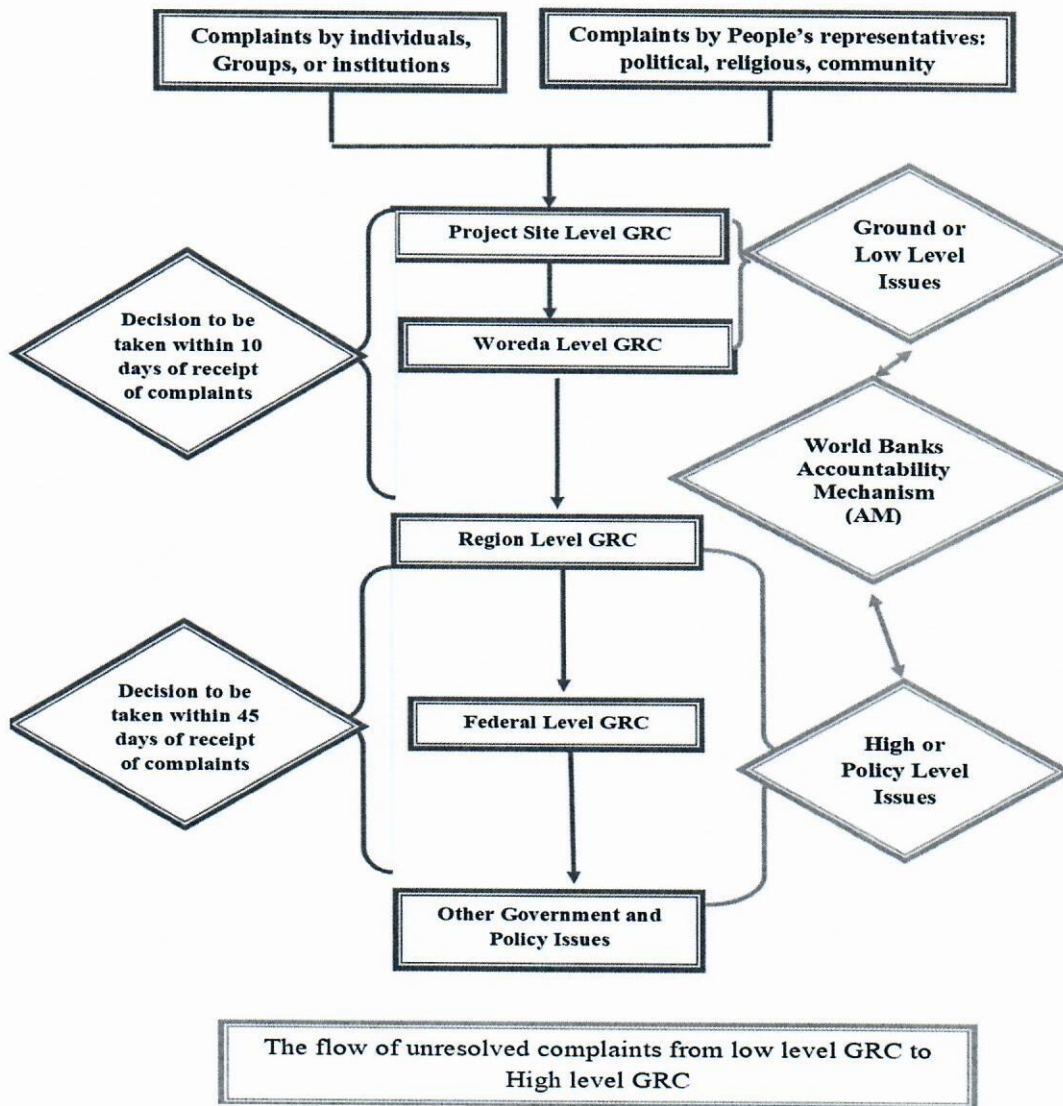 Complaints by individuals,
Groups, or institutions
Complaints by People's representatives:
political, religious, community
Project Site Level GRC
Ground or
Low Level
Issues
Decision to be
taken within 10
days of receipt
of complaints
Woreda Level GRC
World Banks
Accountability
Mechanism
(AM)
Region Level GRC
Decision to be
taken within 45
days of receipt
of complaints
Federal Level GRC
High or
Policy Level
Issues
Other Government and
Policy Issues
The flow of unresolved complaints from low level GRC to
High level GRC